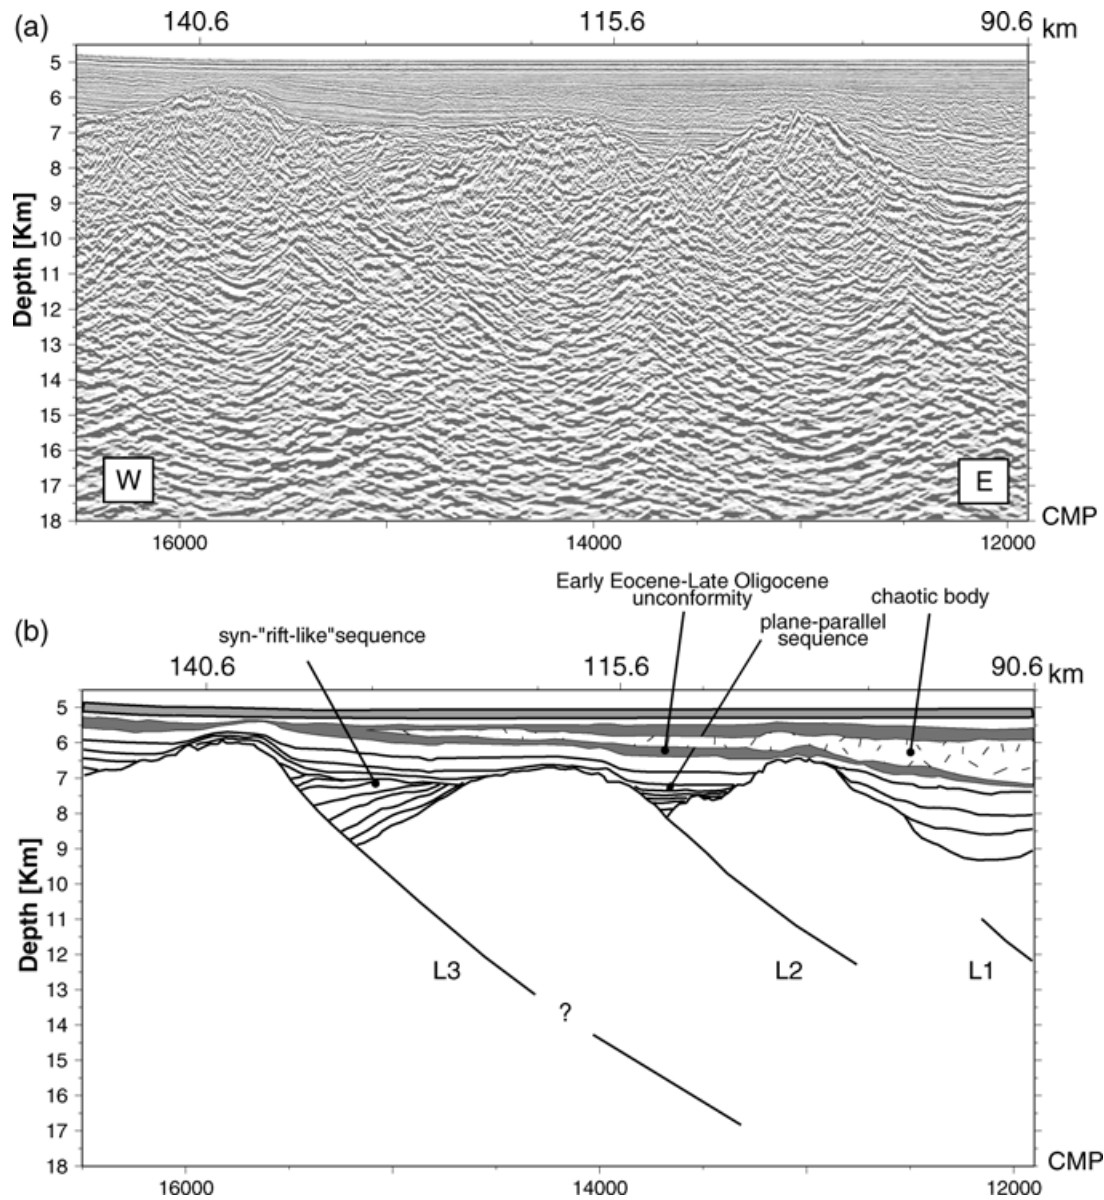 (a)
140.6 115.6 90.6 km
5
6
7
8
9
10
11
12
13
14
15
16
17
18
Depth [Km]
W
E
CMP
16000 14000 12000
Early Eocene-Late Oligocene
unconformity
chaotic body
plane-parallel
sequence
(b)
syn-"rift-like"sequence
140.6 115.6 90.6 km
5
6
7
8
9
10
11
12
13
14
15
16
17
18
Depth [Km]
L3
L2
L1
?
CMP
16000 14000 12000